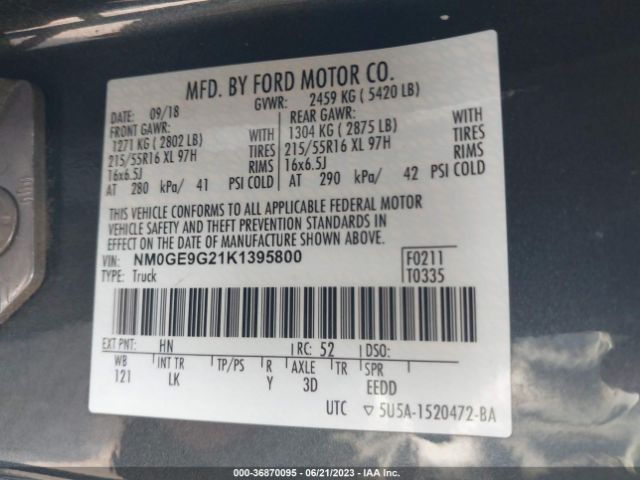 MFD. BY FORD MOTOR CO.
DATE: 09/18 GVWR: 2459 KG ( 5420 LB)
FRONT GAWR: REAR GAWR:
1271 KG ( 2802 LB) WITH 1304 KG ( 2875 LB) WITH
215/55R16 XL 97H TIRES 215/55R16 XL 97H TIRES
16x6.5J RIMS 16x6.5J RIMS
AT 280 kPa/ 41 PSI COLD AT 290 kPa/ 42 PSI COLD
THIS VEHICLE CONFORMS TO ALL APPLICABLE FEDERAL MOTOR
VEHICLE SAFETY AND THEFT PREVENTION STANDARDS IN
EFFECT ON THE DATE OF MANUFACTURE SHOWN ABOVE.
VIN: NM0GE9G21K1395800 F0211
TYPE: Truck T0335
EXT PNT: HN RC: 52 DSO:
WB INT TR TP/PS R AXLE TR SPR
121 LK Y 3D EEDD
UTC ▽ 5U5A-1520472-BA
000-36870095 - 06/21/2023 - IAA Inc.